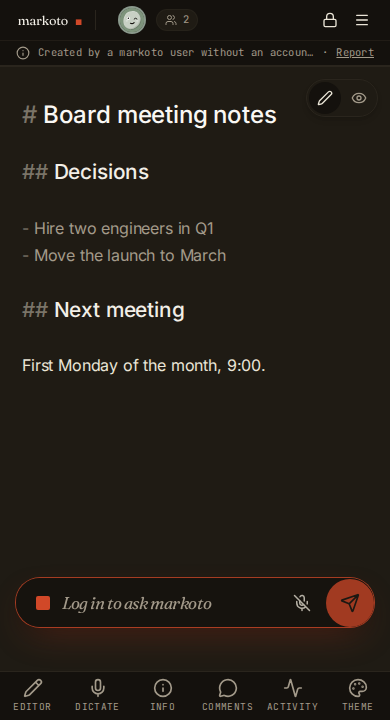 markoto
2
Created by a markoto user without an accoun… · Report
# Board meeting notes
## Decisions
- Hire two engineers in Q1
- Move the launch to March
## Next meeting
First Monday of the month, 9:00.
Log in to ask markoto
EDITOR DICTATE INFO COMMENTS ACTIVITY THEME